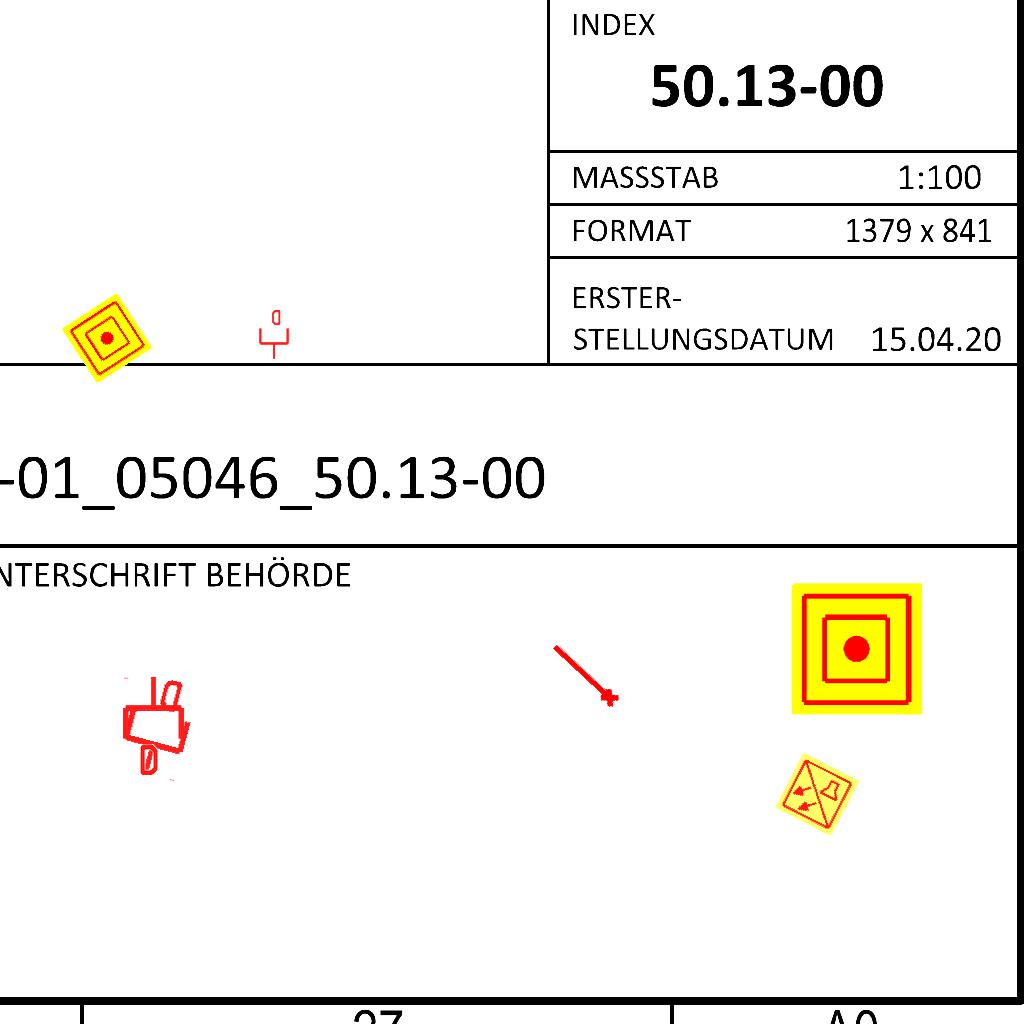 INDEX
50.13-00
MASSSTAB 1:100
FORMAT 1379 x 841
ERSTER-
STELLUNGSDATUM 15.04.20
-01_05046_50.13-00
NTERSCHRIFT BEHÖRDE